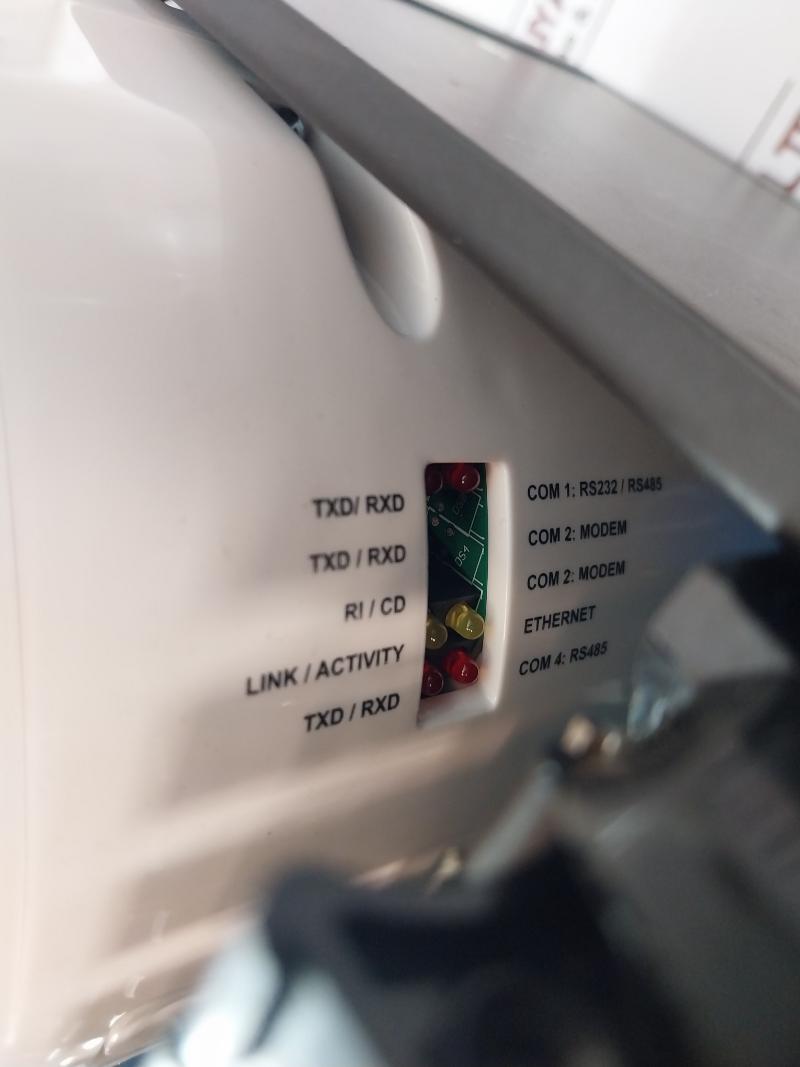 TXD/ RXD
COM 1: RS232 / RS485
TXD / RXD
COM 2: MODEM
RI / CD
COM 2: MODEM
LINK / ACTIVITY
ETHERNET
TXD / RXD
COM 4: RS485
DS4